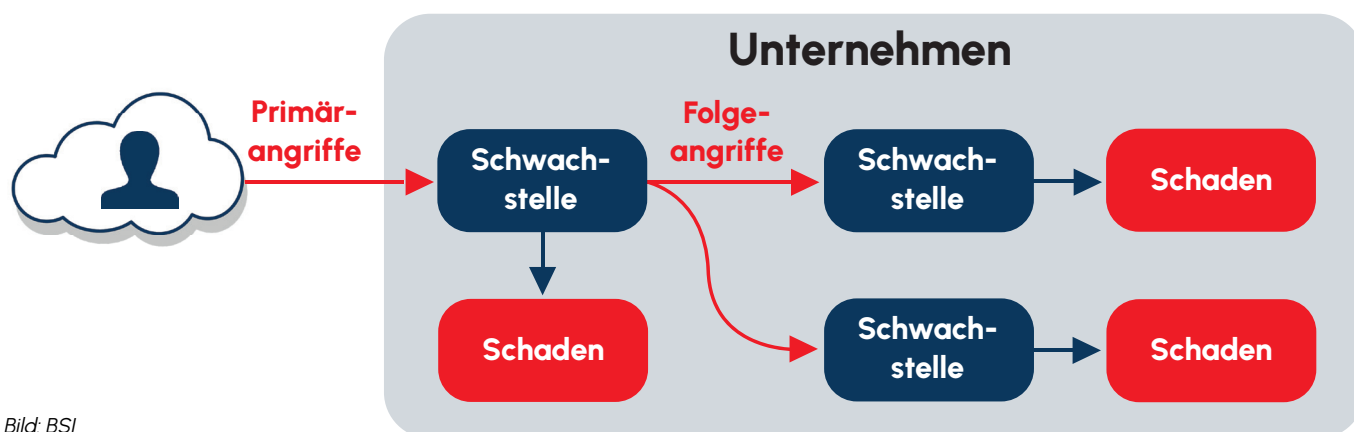 Unternehmen
Primär-
angriffe
Schwach-
stelle
Folge-
angriffe
Schwach-
stelle
Schaden
Schaden
Schwach-
stelle
Schaden
Bild: BSI